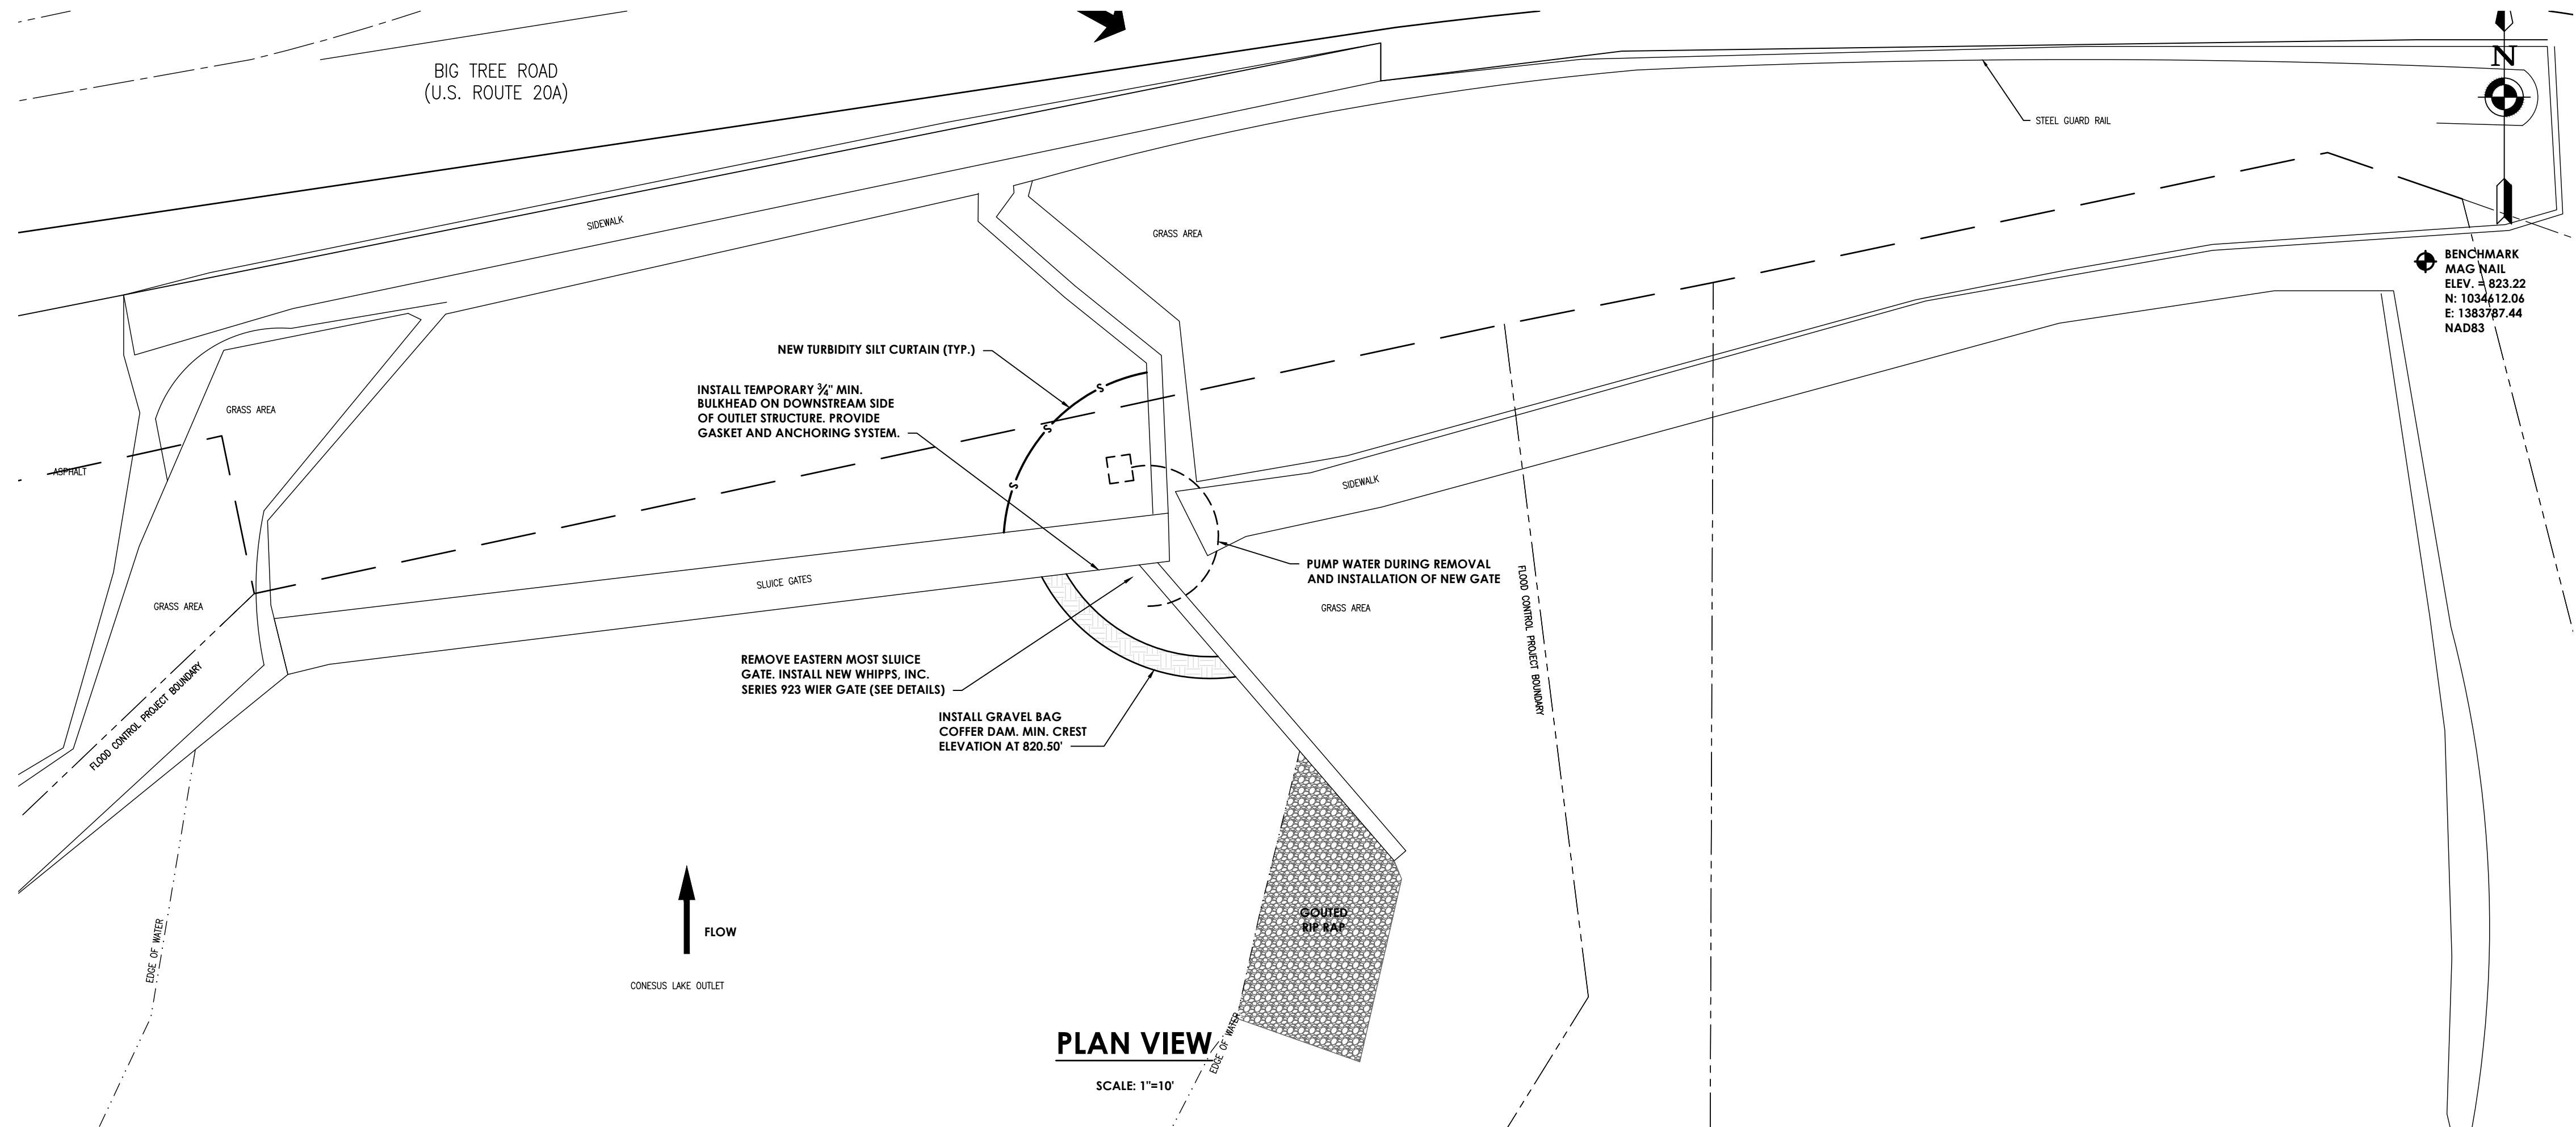 BIG TREE ROAD
(U.S. ROUTE 20A)
N
STEEL GUARD RAIL
SIDEWALK
GRASS AREA
BENCHMARK
MAG NAIL
ELEV. = 823.22
N: 1034612.06
E: 1383787.44
NAD83
NEW TURBIDITY SILT CURTAIN (TYP.)
INSTALL TEMPORARY ¾" MIN.
BULKHEAD ON DOWNSTREAM SIDE
OF OUTLET STRUCTURE. PROVIDE
GASKET AND ANCHORING SYSTEM.
S
S
S
GRASS AREA
ASPHALT
SIDEWALK
PUMP WATER DURING REMOVAL
AND INSTALLATION OF NEW GATE
SLUICE GATES
GRASS AREA
GRASS AREA
FLOOD CONTROL PROJECT BOUNDARY
REMOVE EASTERN MOST SLUICE
GATE. INSTALL NEW WHIPPS, INC.
SERIES 923 WIER GATE (SEE DETAILS)
FLOOD CONTROL PROJECT BOUNDARY
INSTALL GRAVEL BAG
COFFER DAM. MIN. CREST
ELEVATION AT 820.50'
GOUTED
RIP RAP
FLOW
EDGE OF WATER
CONESUS LAKE OUTLET
EDGE OF WATER
PLAN VIEW
SCALE: 1"=10'